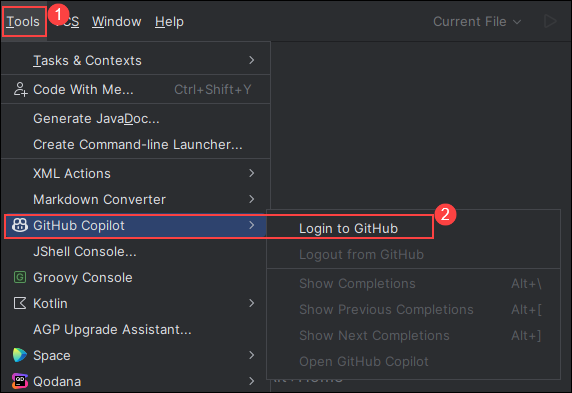 Tools 1 CS Window Help Current File
Tasks & Contexts
Code With Me... Ctrl+Shift+Y
Generate JavaDoc...
Create Command-line Launcher...
XML Actions
Markdown Converter
2
GitHub Copilot Login to GitHub
JShell Console... Logout from GitHub
Groovy Console Show Completions Alt+\
Kotlin Show Previous Completions Alt+[
AGP Upgrade Assistant... Show Next Completions Alt+]
Space Open GitHub Copilot
Qodana Home